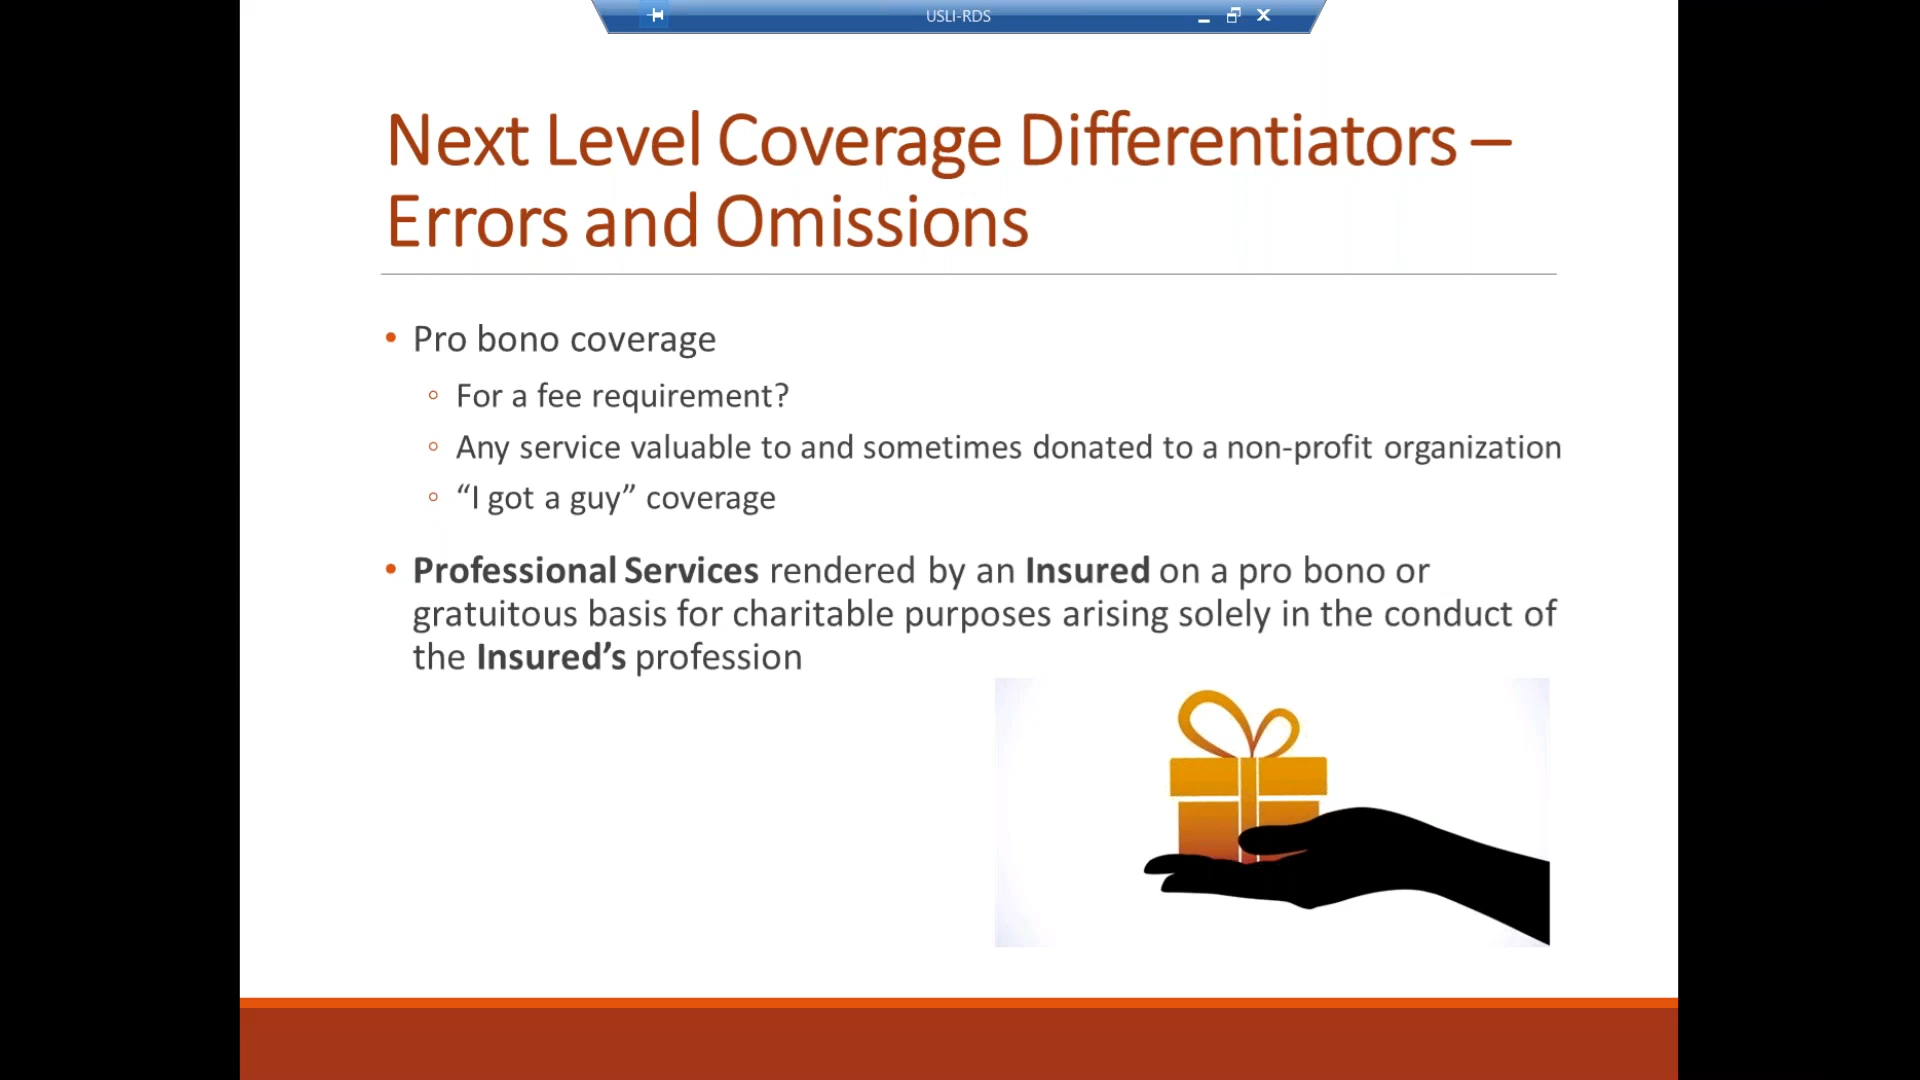 USLI-RDS
Next Level Coverage Differentiators –
Errors and Omissions
• Pro bono coverage
◦ For a fee requirement?
◦ Any service valuable to and sometimes donated to a non-profit organization
◦ “I got a guy” coverage
• Professional Services rendered by an Insured on a pro bono or
gratuitous basis for charitable purposes arising solely in the conduct of
the Insured’s profession